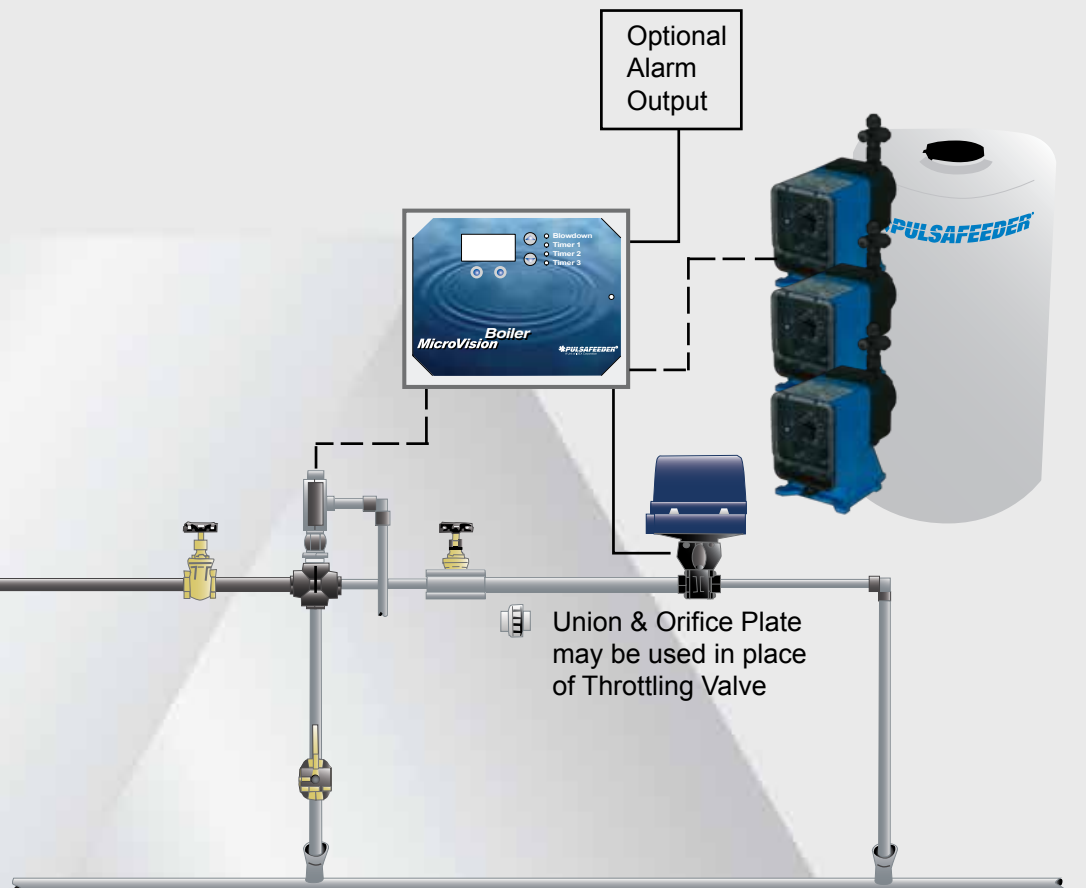 Optional
Alarm
Output
PULSAFEEDER
Blowdown
Timer 1
Timer 2
Timer 3
Boiler
MicroVision
PULSAFEEDER
Union & Orifice Plate
may be used in place
of Throttling Valve